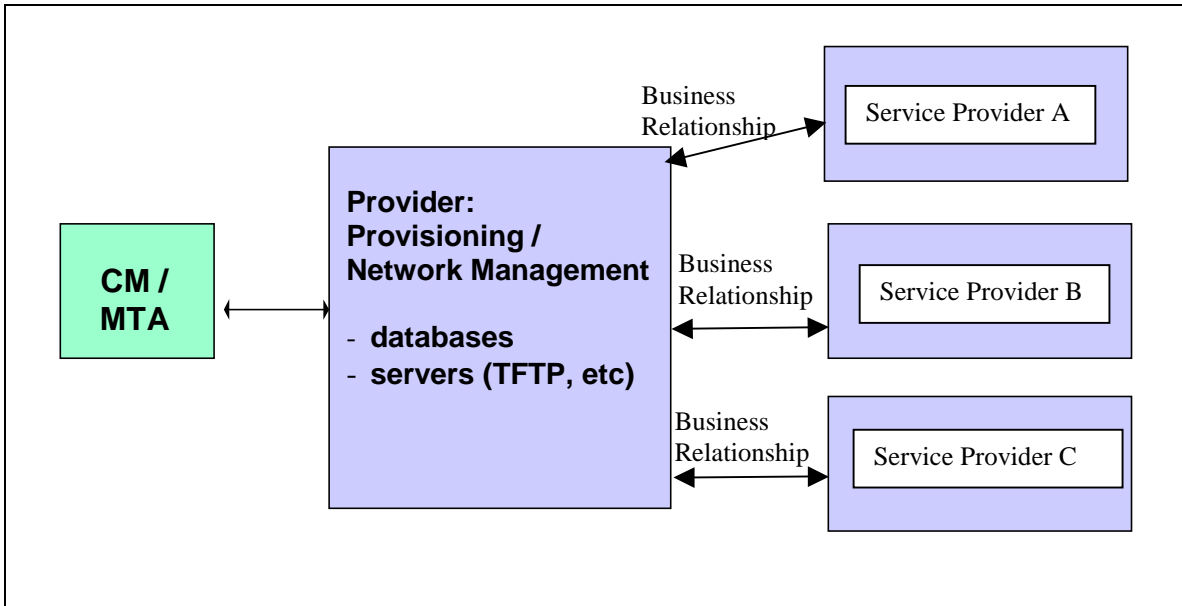 CM /
MTA
Provider:
Provisioning /
Network Management
- databases
- servers (TFTP, etc)
Business
Relationship
Service Provider A
Business
Relationship
Service Provider B
Business
Relationship
Service Provider C